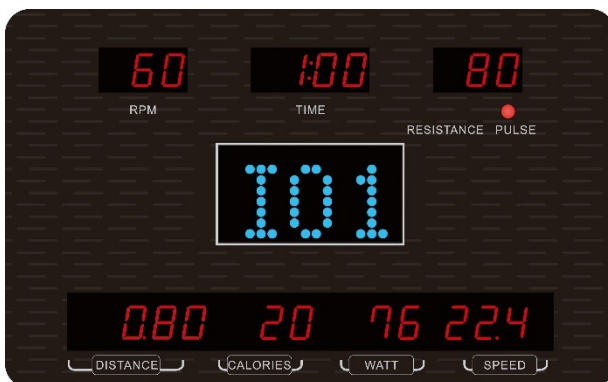 60 1:00 80
RPM TIME
RESISTANCE PULSE
I01
0.80 20 76 22.4
DISTANCE CALORIES WATT SPEED